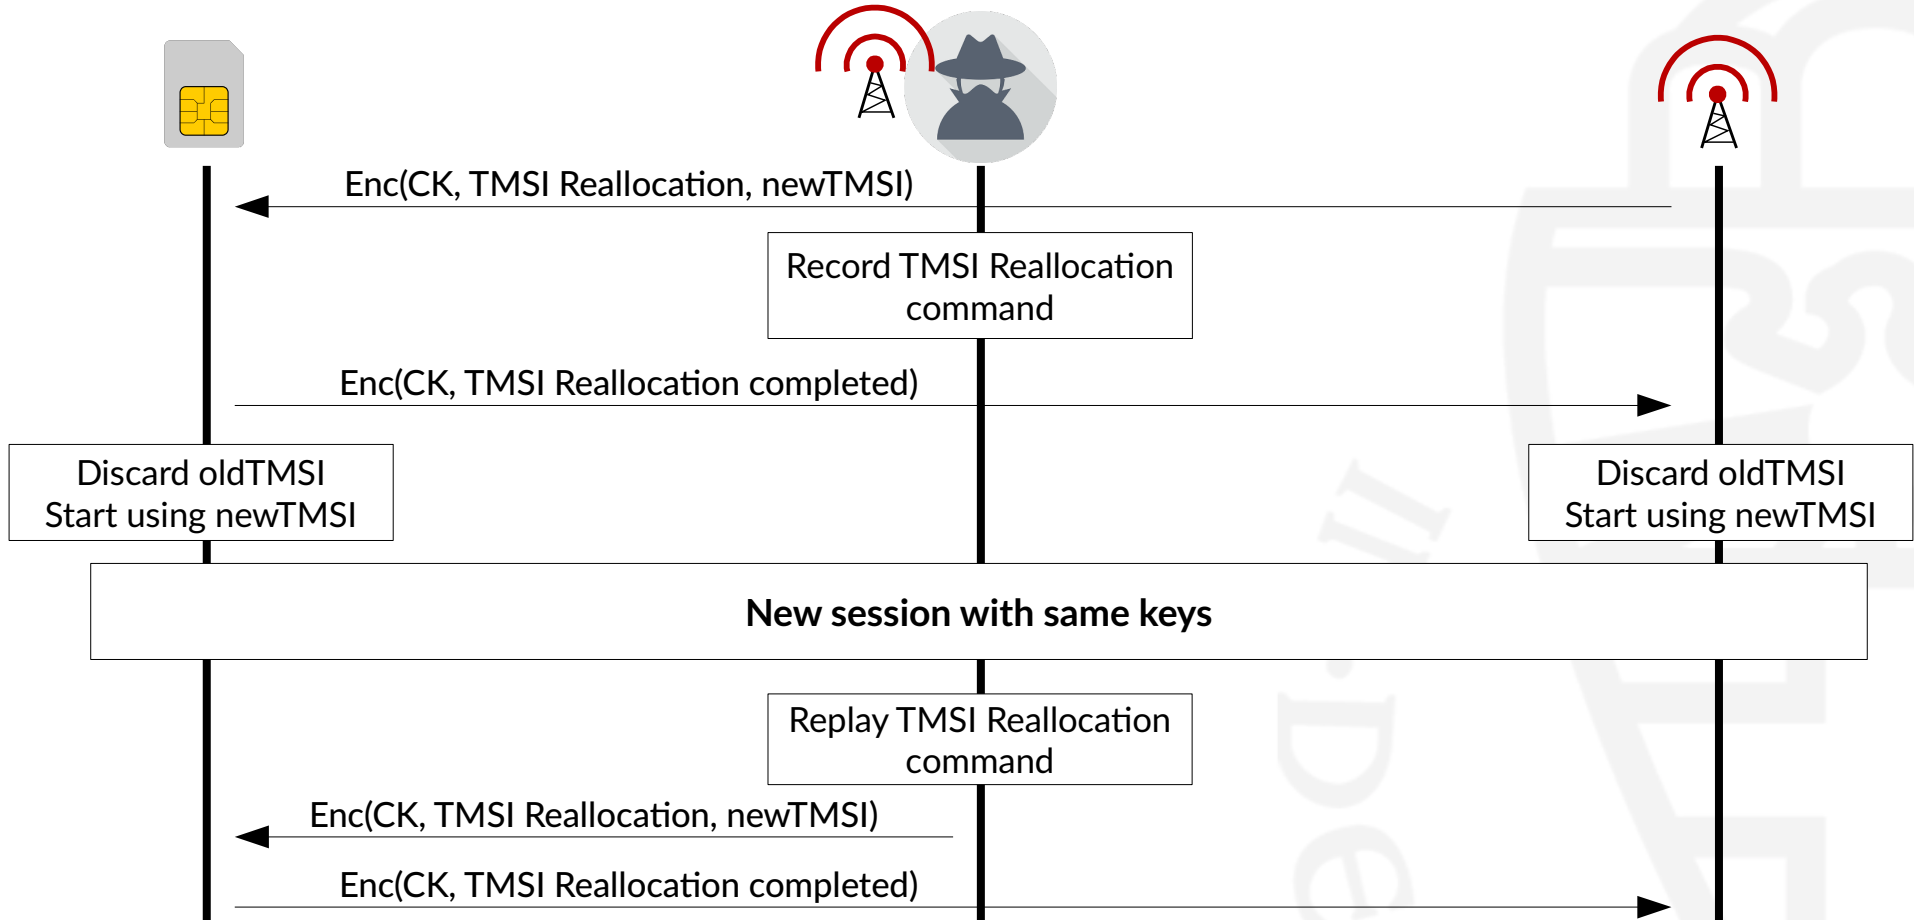 Enc(CK, TMSI Reallocation, newTMSI)
Record TMSI Reallocation
command
Enc(CK, TMSI Reallocation completed)
Discard oldTMSI
Start using newTMSI
Discard oldTMSI
Start using newTMSI
New session with same keys
Replay TMSI Reallocation
command
Enc(CK, TMSI Reallocation, newTMSI)
Enc(CK, TMSI Reallocation completed)